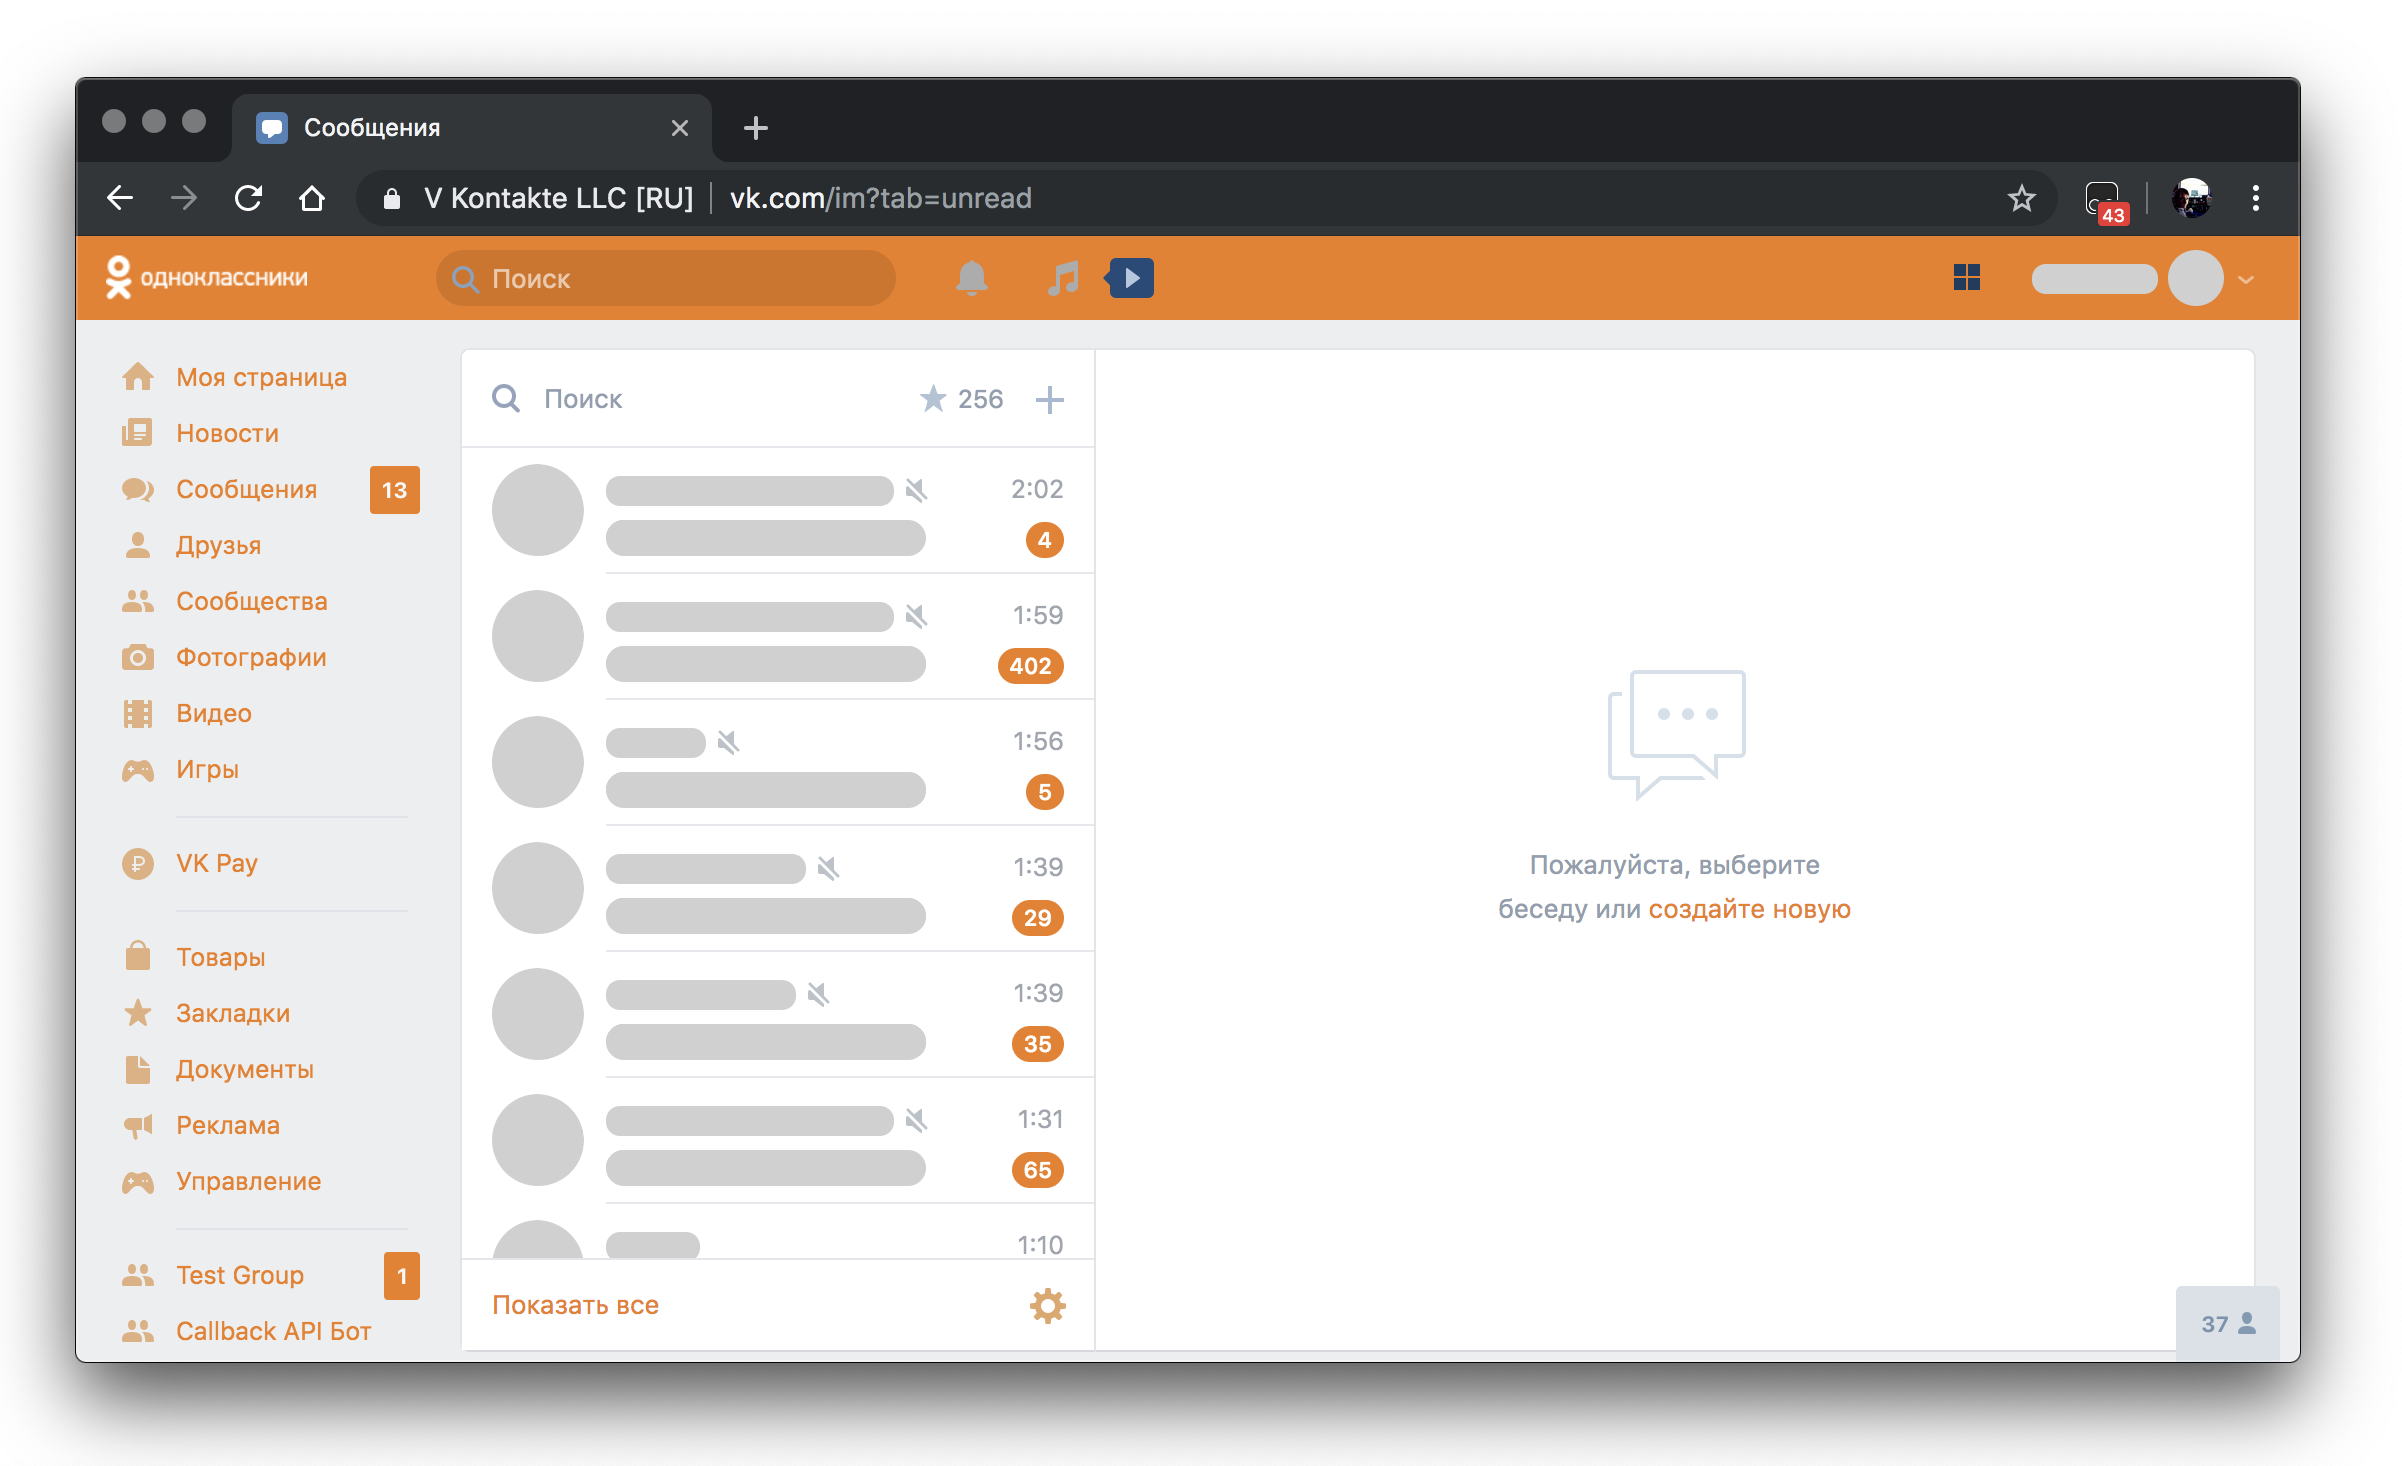 Сообщения
V Kontakte LLC [RU] vk.com/im?tab=unread
43
одноклассники
Поиск
Моя страница
Новости
Сообщения 13
Друзья
Сообщества
Фотографии
Видео
Игры
VK Pay
Товары
Закладки
Документы
Реклама
Управление
Test Group 1
Callback API Бот
Поиск 256
2:02
4
1:59
402
1:56
5
1:39
29
1:39
35
1:31
65
1:10
Показать все
Пожалуйста, выберите
беседу или создайте новую
37